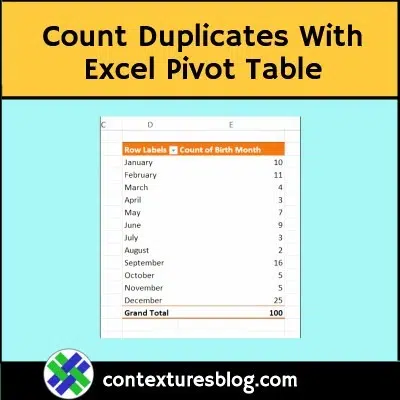 Count Duplicates With
Excel Pivot Table
C D E
Row Labels Count of Birth Month
January 10
February 11
March 4
April 3
May 7
June 9
July 3
August 2
September 16
October 5
November 5
December 25
Grand Total 100
contexturesblog.com